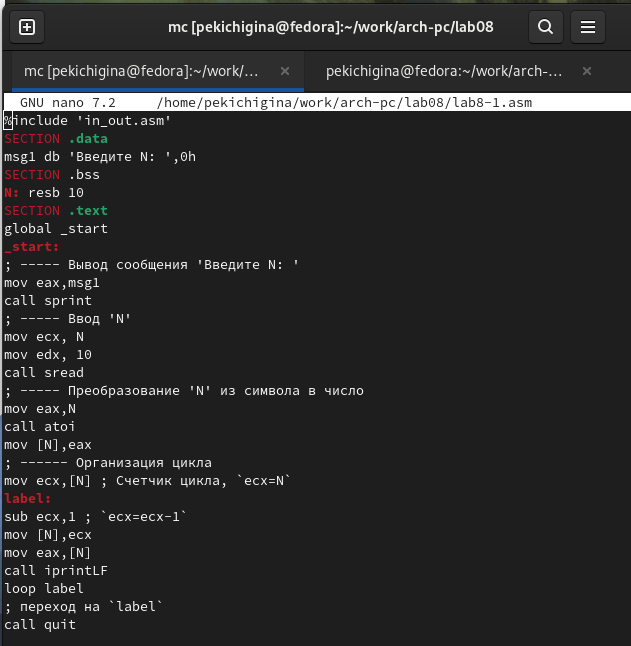 mc [pekichigina@fedora]:~/work/arch-pc/lab08
mc [pekichigina@fedora]:~/work/... × pekichigina@fedora:~/work/arch-pc/lab08... ×
GNU nano 7.2 /home/pekichigina/work/arch-pc/lab08/lab8-1.asm
%include 'in_out.asm'
SECTION .data
msg1 db 'Введите N: ',0h
SECTION .bss
N: resb 10
SECTION .text
global _start
_start:
; ----- Вывод сообщения 'Введите N: '
mov eax,msg1
call sprint
; ----- Ввод 'N'
mov ecx, N
mov edx, 10
call sread
; ----- Преобразование 'N' из символа в число
mov eax,N
call atoi
mov [N],eax
; ------ Организация цикла
mov ecx,[N] ; Счетчик цикла, `ecx=N`
label:
sub ecx,1 ; `ecx=ecx-1`
mov [N],ecx
mov eax,[N]
call iprintLF
loop label
; переход на `label`
call quit